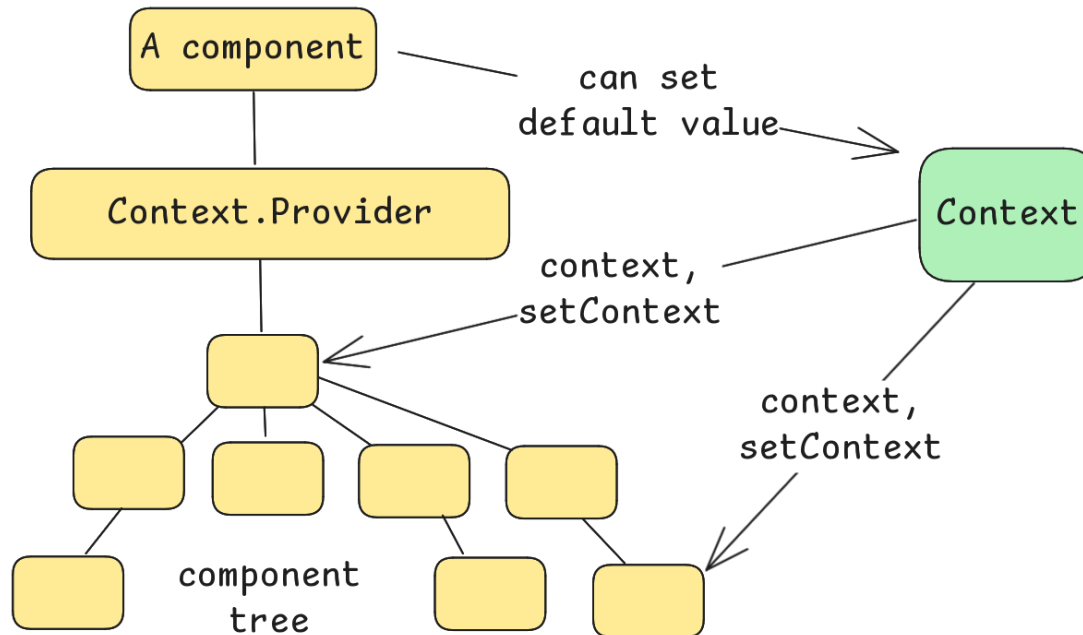 A component
can set
default value
Context.Provider
Context
context,
setContext
context,
setContext
component
tree